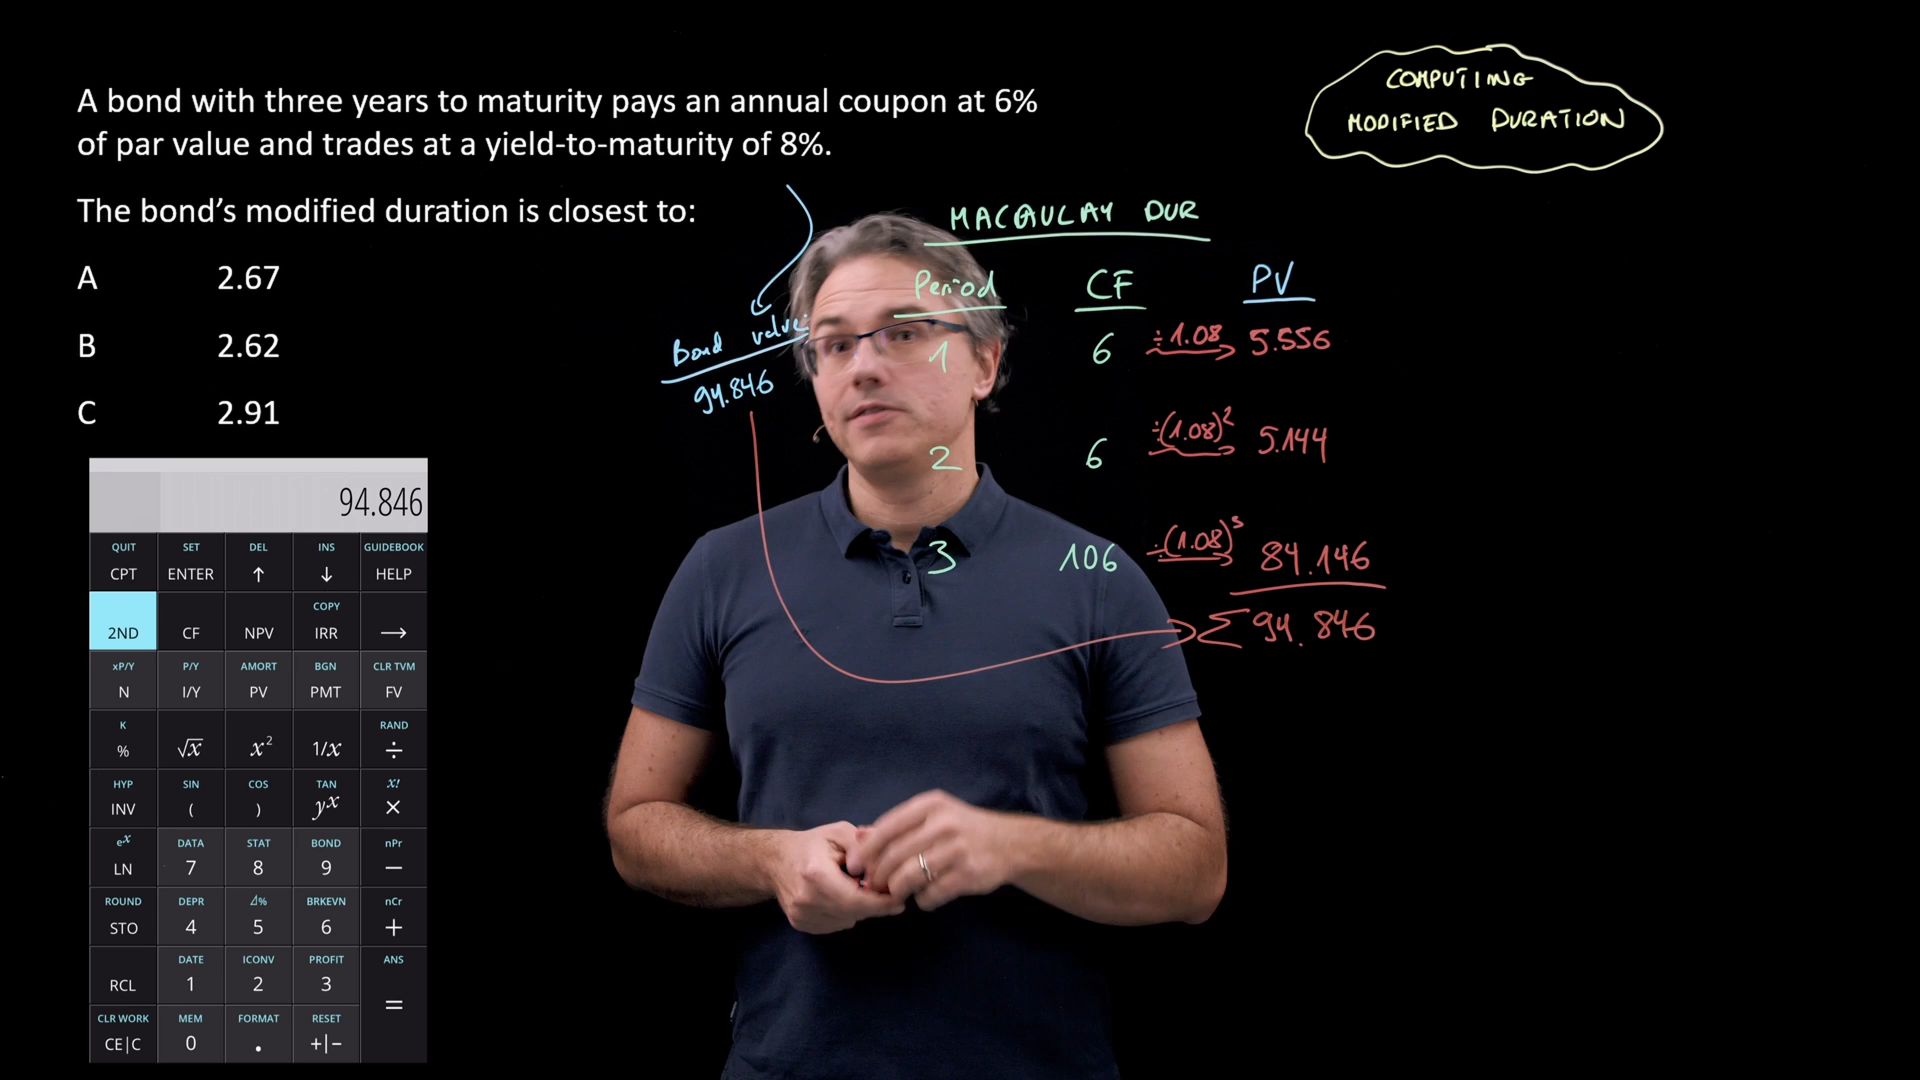 A bond with three years to maturity pays an annual coupon at 6%
of par value and trades at a yield-to-maturity of 8%.
The bond's modified duration is closest to:
A 2.67
B 2.62
C 2.91
COMPUTING
MODIFIED DURATION
MACAULAY DUR
Period CF PV
1 6 ÷1.08 5.556
2 6 ÷(1.08)² 5.144
3 106 ÷(1.08)³ 84.146
Σ 94.846
Bond value:
94.846
94.846
QUIT SET DEL INS GUIDEBOOK
CPT ENTER ↑ ↓ HELP
COPY
2ND CF NPV IRR →
xP/Y P/Y AMORT BGN CLR TVM
N I/Y PV PMT FV
K RAND
% √x x² 1/x ÷
HYP SIN COS TAN x!
INV ( ) yˣ ×
eˣ DATA STAT BOND nPr
LN 7 8 9 −
ROUND DEPR Δ% BRKEVN nCr
STO 4 5 6 +
DATE ICONV PROFIT ANS
RCL 1 2 3 =
CLR WORK MEM FORMAT RESET
CE|C 0 . +|−